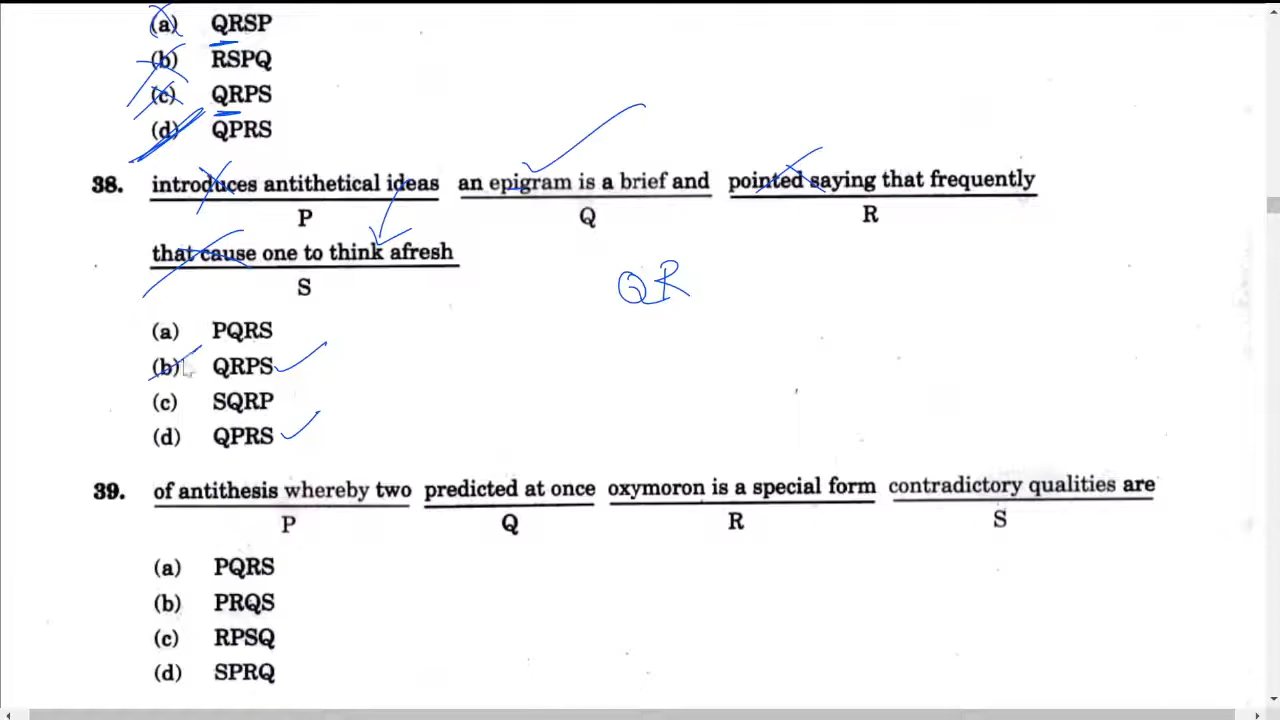 (a) QRSP
(b) RSPQ
(c) QRPS
(d) QPRS
38. introduces antithetical ideas an epigram is a brief and pointed saying that frequently
P Q R
that cause one to think afresh
S
QR
(a) PQRS
(b) QRPS
(c) SQRP
(d) QPRS
39. of antithesis whereby two predicted at once oxymoron is a special form contradictory qualities are
P Q R S
(a) PQRS
(b) PRQS
(c) RPSQ
(d) SPRQ